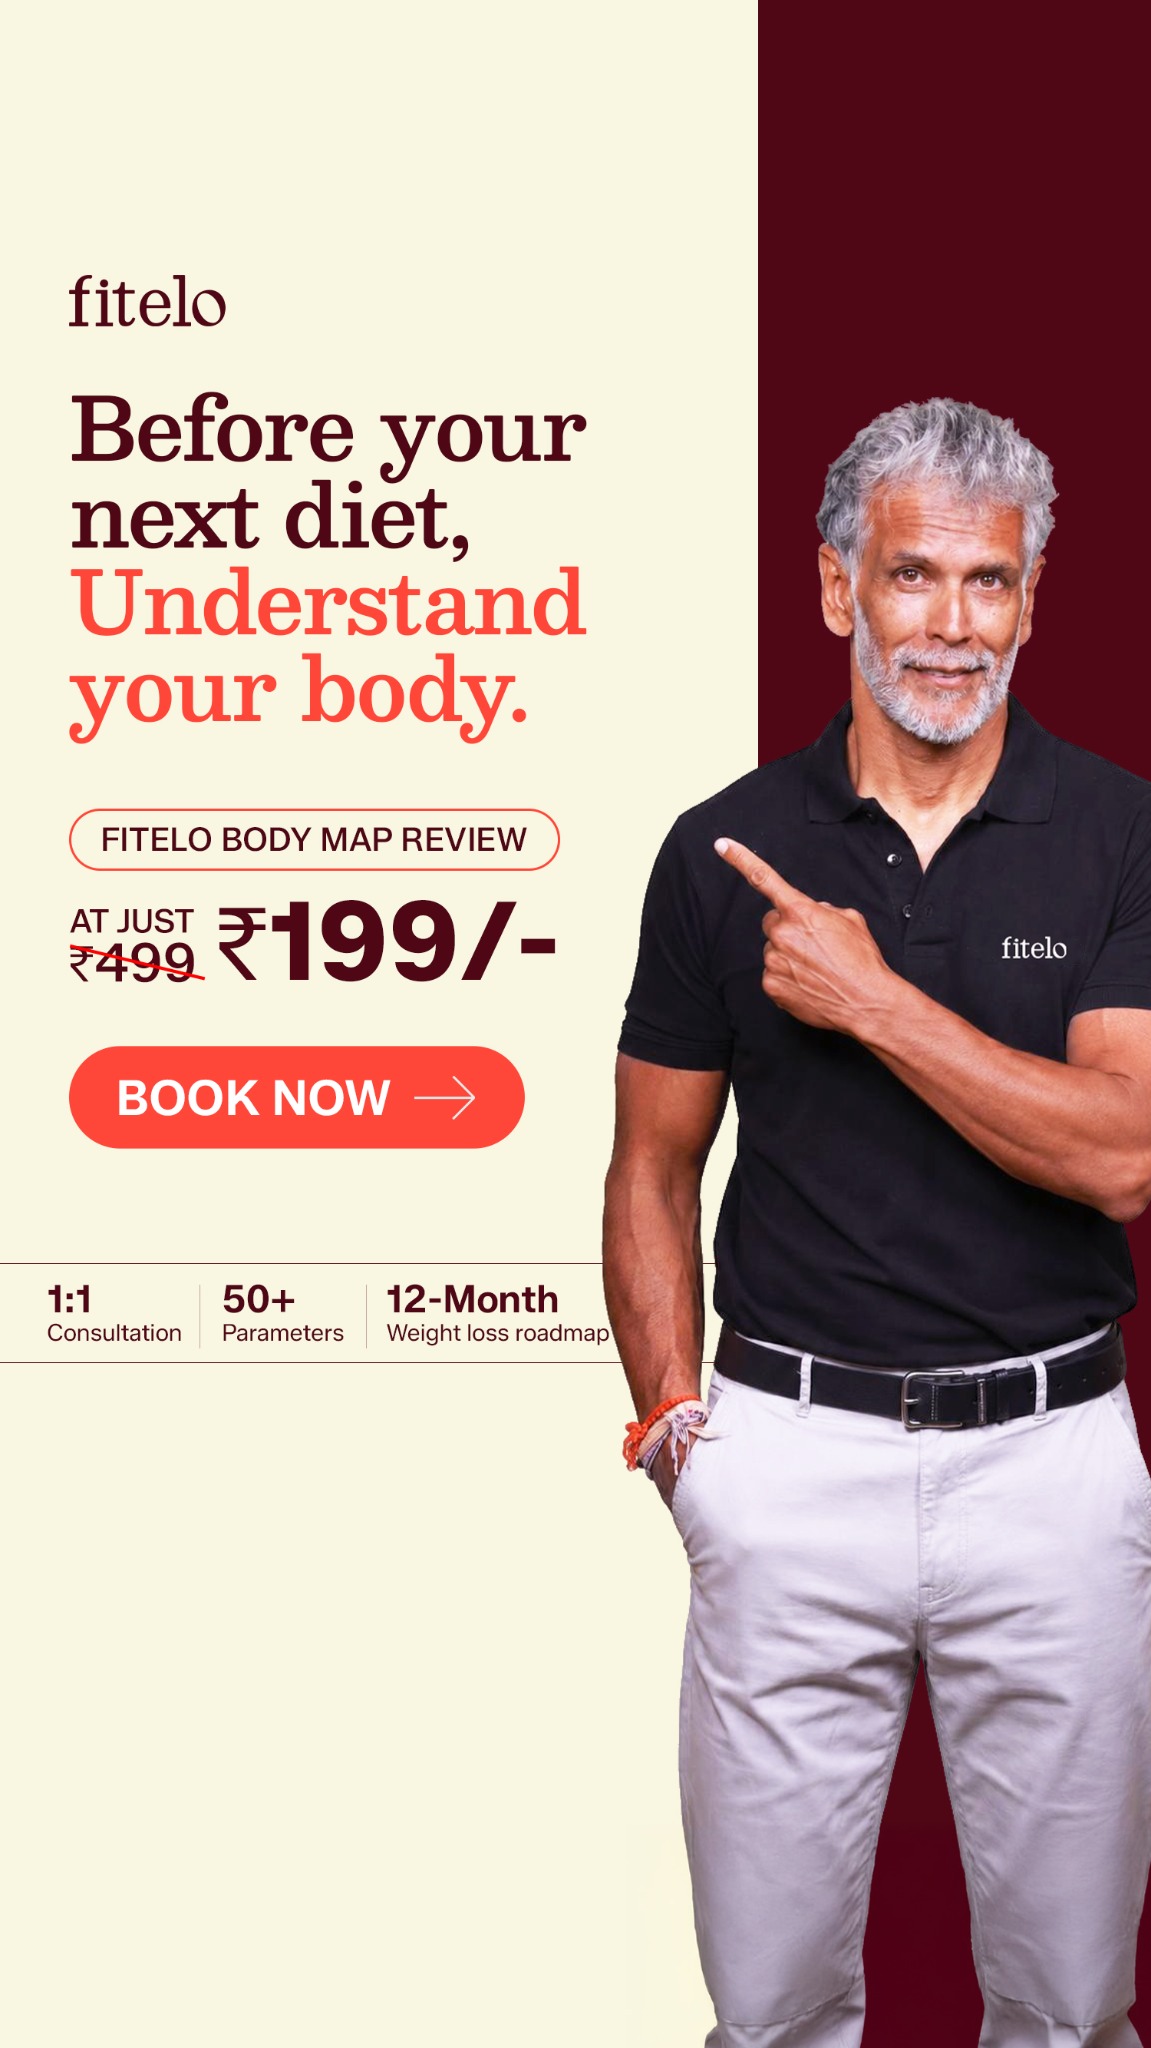 fitelo
Before your
next diet,
Understand
your body.
FITELO BODY MAP REVIEW
AT JUST
₹499 ₹199/-
fitelo
BOOK NOW
1:1
Consultation
50+
Parameters
12-Month
Weight loss roadmap